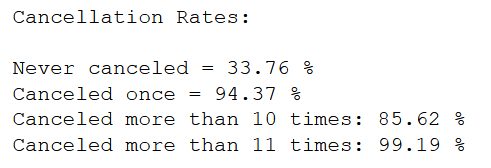 Cancellation Rates:
Never canceled = 33.76 %
Canceled once = 94.37 %
Canceled more than 10 times: 85.62 %
Canceled more than 11 times: 99.19 %